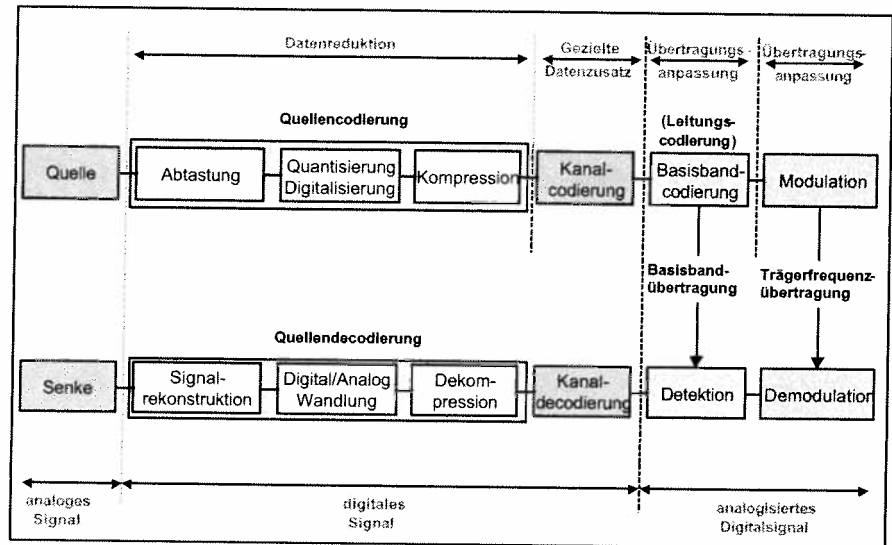 Datenreduktion
Gezielte
Datenzusatz
Übertragungs-
anpassung
Übertragungs-
anpassung
Quellencodierung
(Leitungs-
codlerung)
Quelle
Abtastung
Quantisierung
Digitalisierung
Kompression
Kanal-
codierung
Basisband-
codierung
Modulation
Basisband-
übertragung
Trägerfrequenz-
übertragung
Quellendecodierung
Senke
Signal-
rekonstruktion
Digital/Analog
Wandlung
Dekom-
pression
Kanal-
decodierung
Detektion
Demodulation
analoges
Signal
digitales
Signal
analogisiertes
Digitalsignal